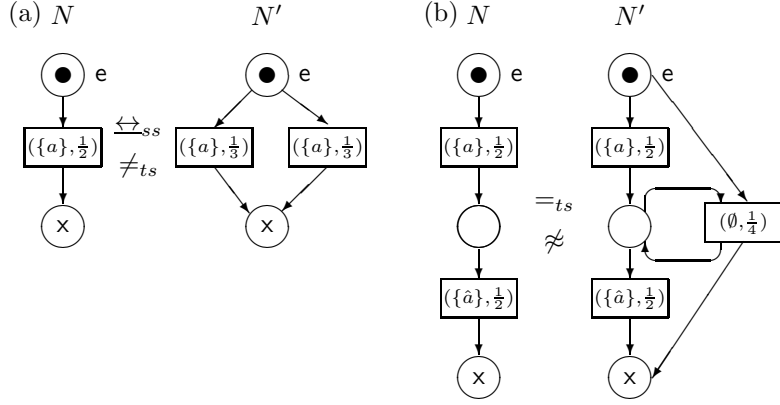 (a) N N′
e e
({a},½) ↔ss ({a},⅓) ({a},⅓)
≠ts
x x
(b) N N′
e e
({a},½) ({a},½)
=ts (∅,¼)
≉
({â},½) ({â},½)
x x